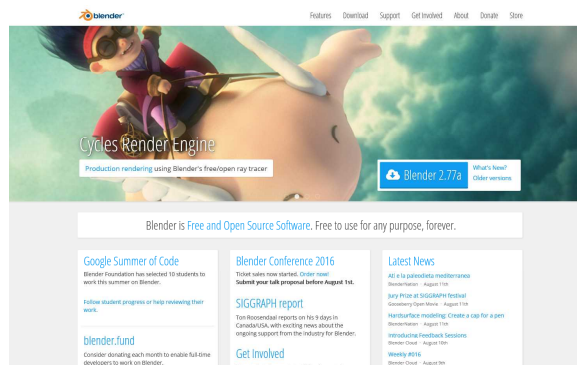 blender
Features Download Support Get Involved About Donate Store
Cycles Render Engine
Production rendering using Blender's free/open ray tracer
Blender 2.77a
What's New?
Older versions
Blender is Free and Open Source Software. Free to use for any purpose, forever.
Google Summer of Code
Blender Foundation has selected 10 students to
work this summer on Blender.
Follow student progress or help reviewing their
work.
blender.fund
Consider donating each month to enable full-time
developers to work on Blender.
Blender Conference 2016
Ticket sales now started. Order now!
Submit your talk proposal before August 1st.
SIGGRAPH report
Ton Roosendaal reports on his 9 days in
Canada/USA, with exciting news about the
ongoing support from the industry for Blender.
Get Involved
Latest News
Ati e la paleodieta mediterranea
BlenderNation · August 11th
Jury Prize at SIGGRAPH festival
Gooseberry Open Movie · August 11th
Hardsurface modeling: Create a cap for a pen
BlenderNation · August 11th
Introducing Feedback Sessions
Blender Cloud · August 10th
Weekly #016
Blender Cloud · August 9th